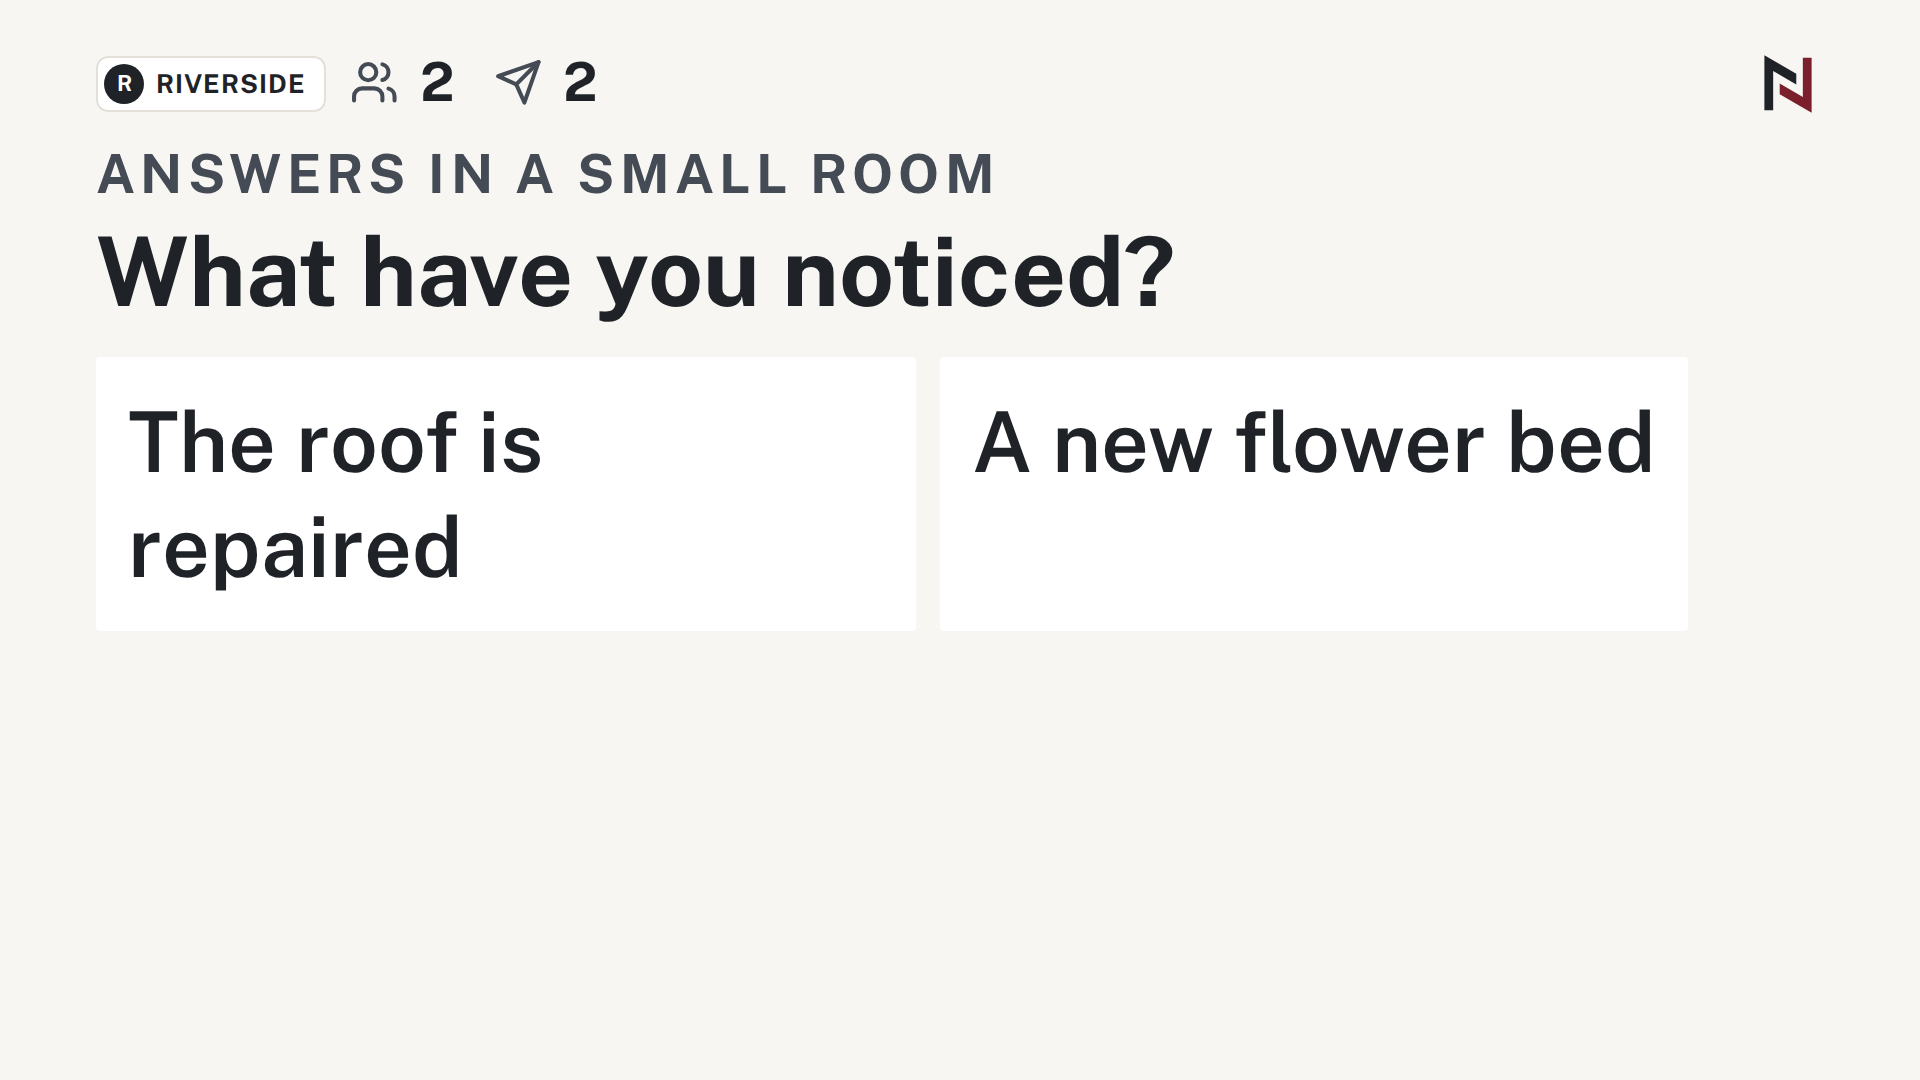 R RIVERSIDE 2 2
ANSWERS IN A SMALL ROOM
What have you noticed?
The roof is
repaired
A new flower bed